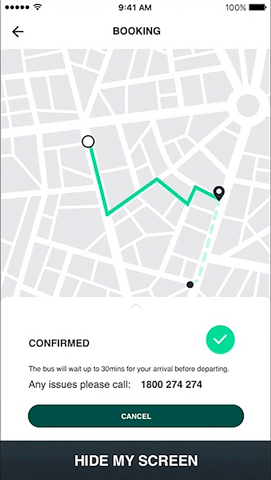 9:41 AM
100%
BOOKING
CONFIRMED
The bus will wait up to 30mins for your arrival before departing.
Any issues please call: 1800 274 274
CANCEL
HIDE MY SCREEN